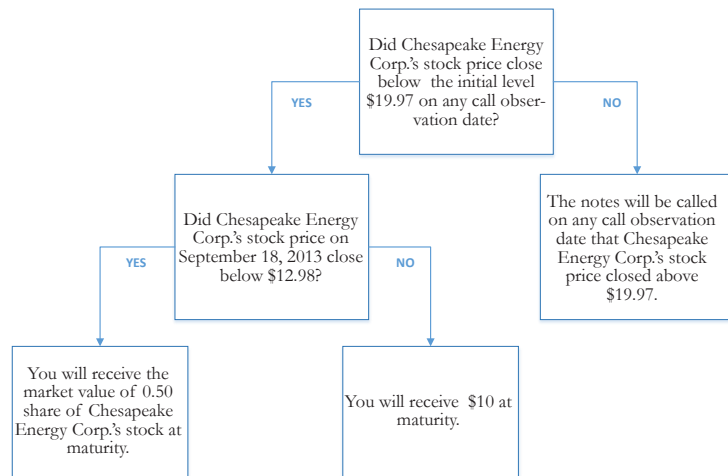 Did Chesapeake Energy
Corp.'s stock price close
below the initial level
$19.97 on any call obser-
vation date?
YES
NO
Did Chesapeake Energy
Corp.'s stock price on
September 18, 2013 close
below $12.98?
The notes will be called
on any call observation
date that Chesapeake
Energy Corp.'s stock
price closed above
$19.97.
YES
NO
You will receive the
market value of 0.50
share of Chesapeake
Energy Corp.'s stock at
maturity.
You will receive $10 at
maturity.